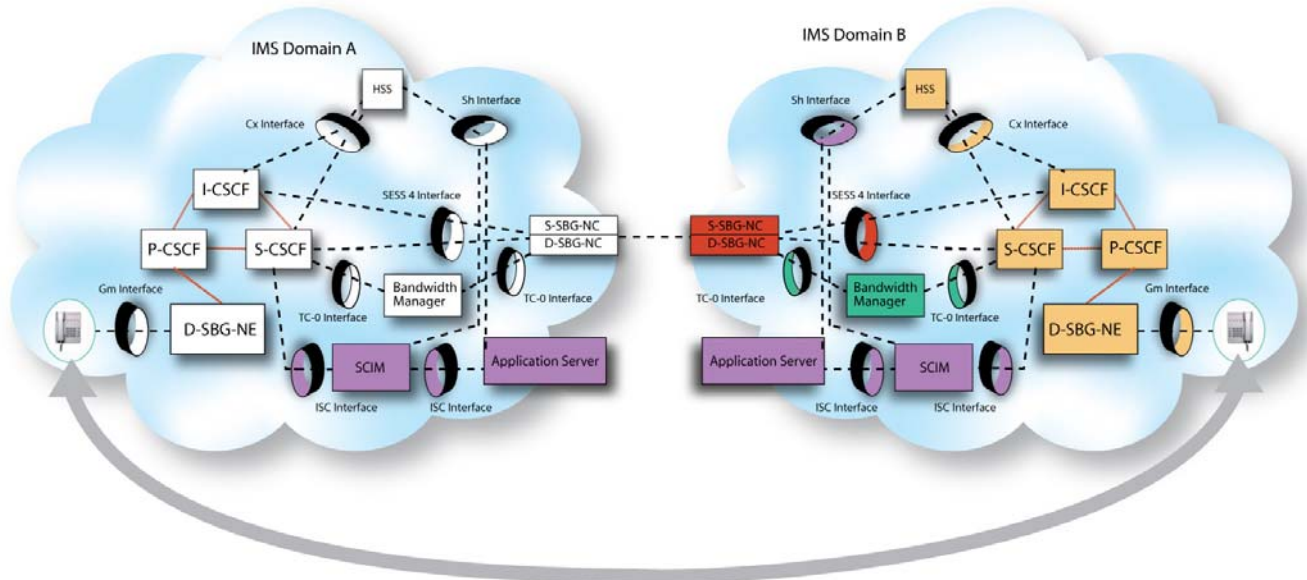 IMS Domain A
HSS
Sh Interface
Cx Interface
I-CSCF
SESS 4 Interface
P-CSCF
S-CSCF
S-SBG-NC
D-SBG-NC
Gm Interface
Bandwidth
Manager
TC-0 Interface
TC-0 Interface
D-SBG-NE
SCIM
Application Server
ISC Interface
ISC Interface
IMS Domain B
HSS
Sh Interface
Cx Interface
I-CSCF
SESS 4 Interface
S-SBG-NC
D-SBG-NC
S-CSCF
P-CSCF
TC-0 Interface
Bandwidth
Manager
TC-0 Interface
Gm Interface
D-SBG-NE
Application Server
SCIM
ISC Interface
ISC Interface